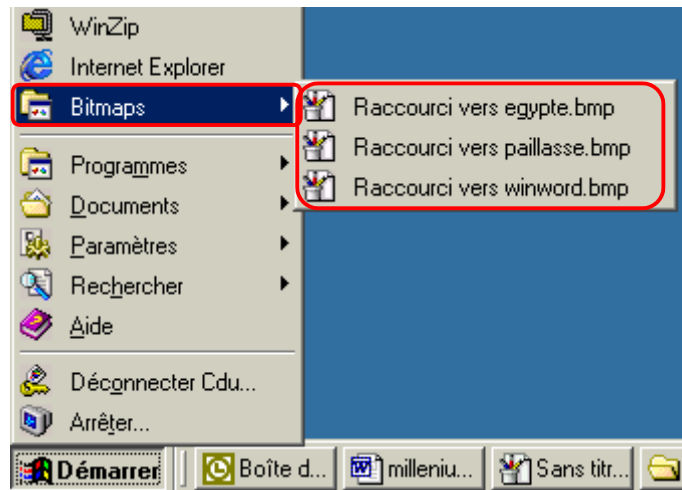 WinZip
Internet Explorer
Bitmaps
Raccourci vers egypte.bmp
Raccourci vers paillasse.bmp
Raccourci vers winword.bmp
Programmes
Documents
Paramètres
Rechercher
Aide
Déconnecter Cdu...
Arrêter...
Démarrer
Boîte d...
milleniu...
Sans titr...